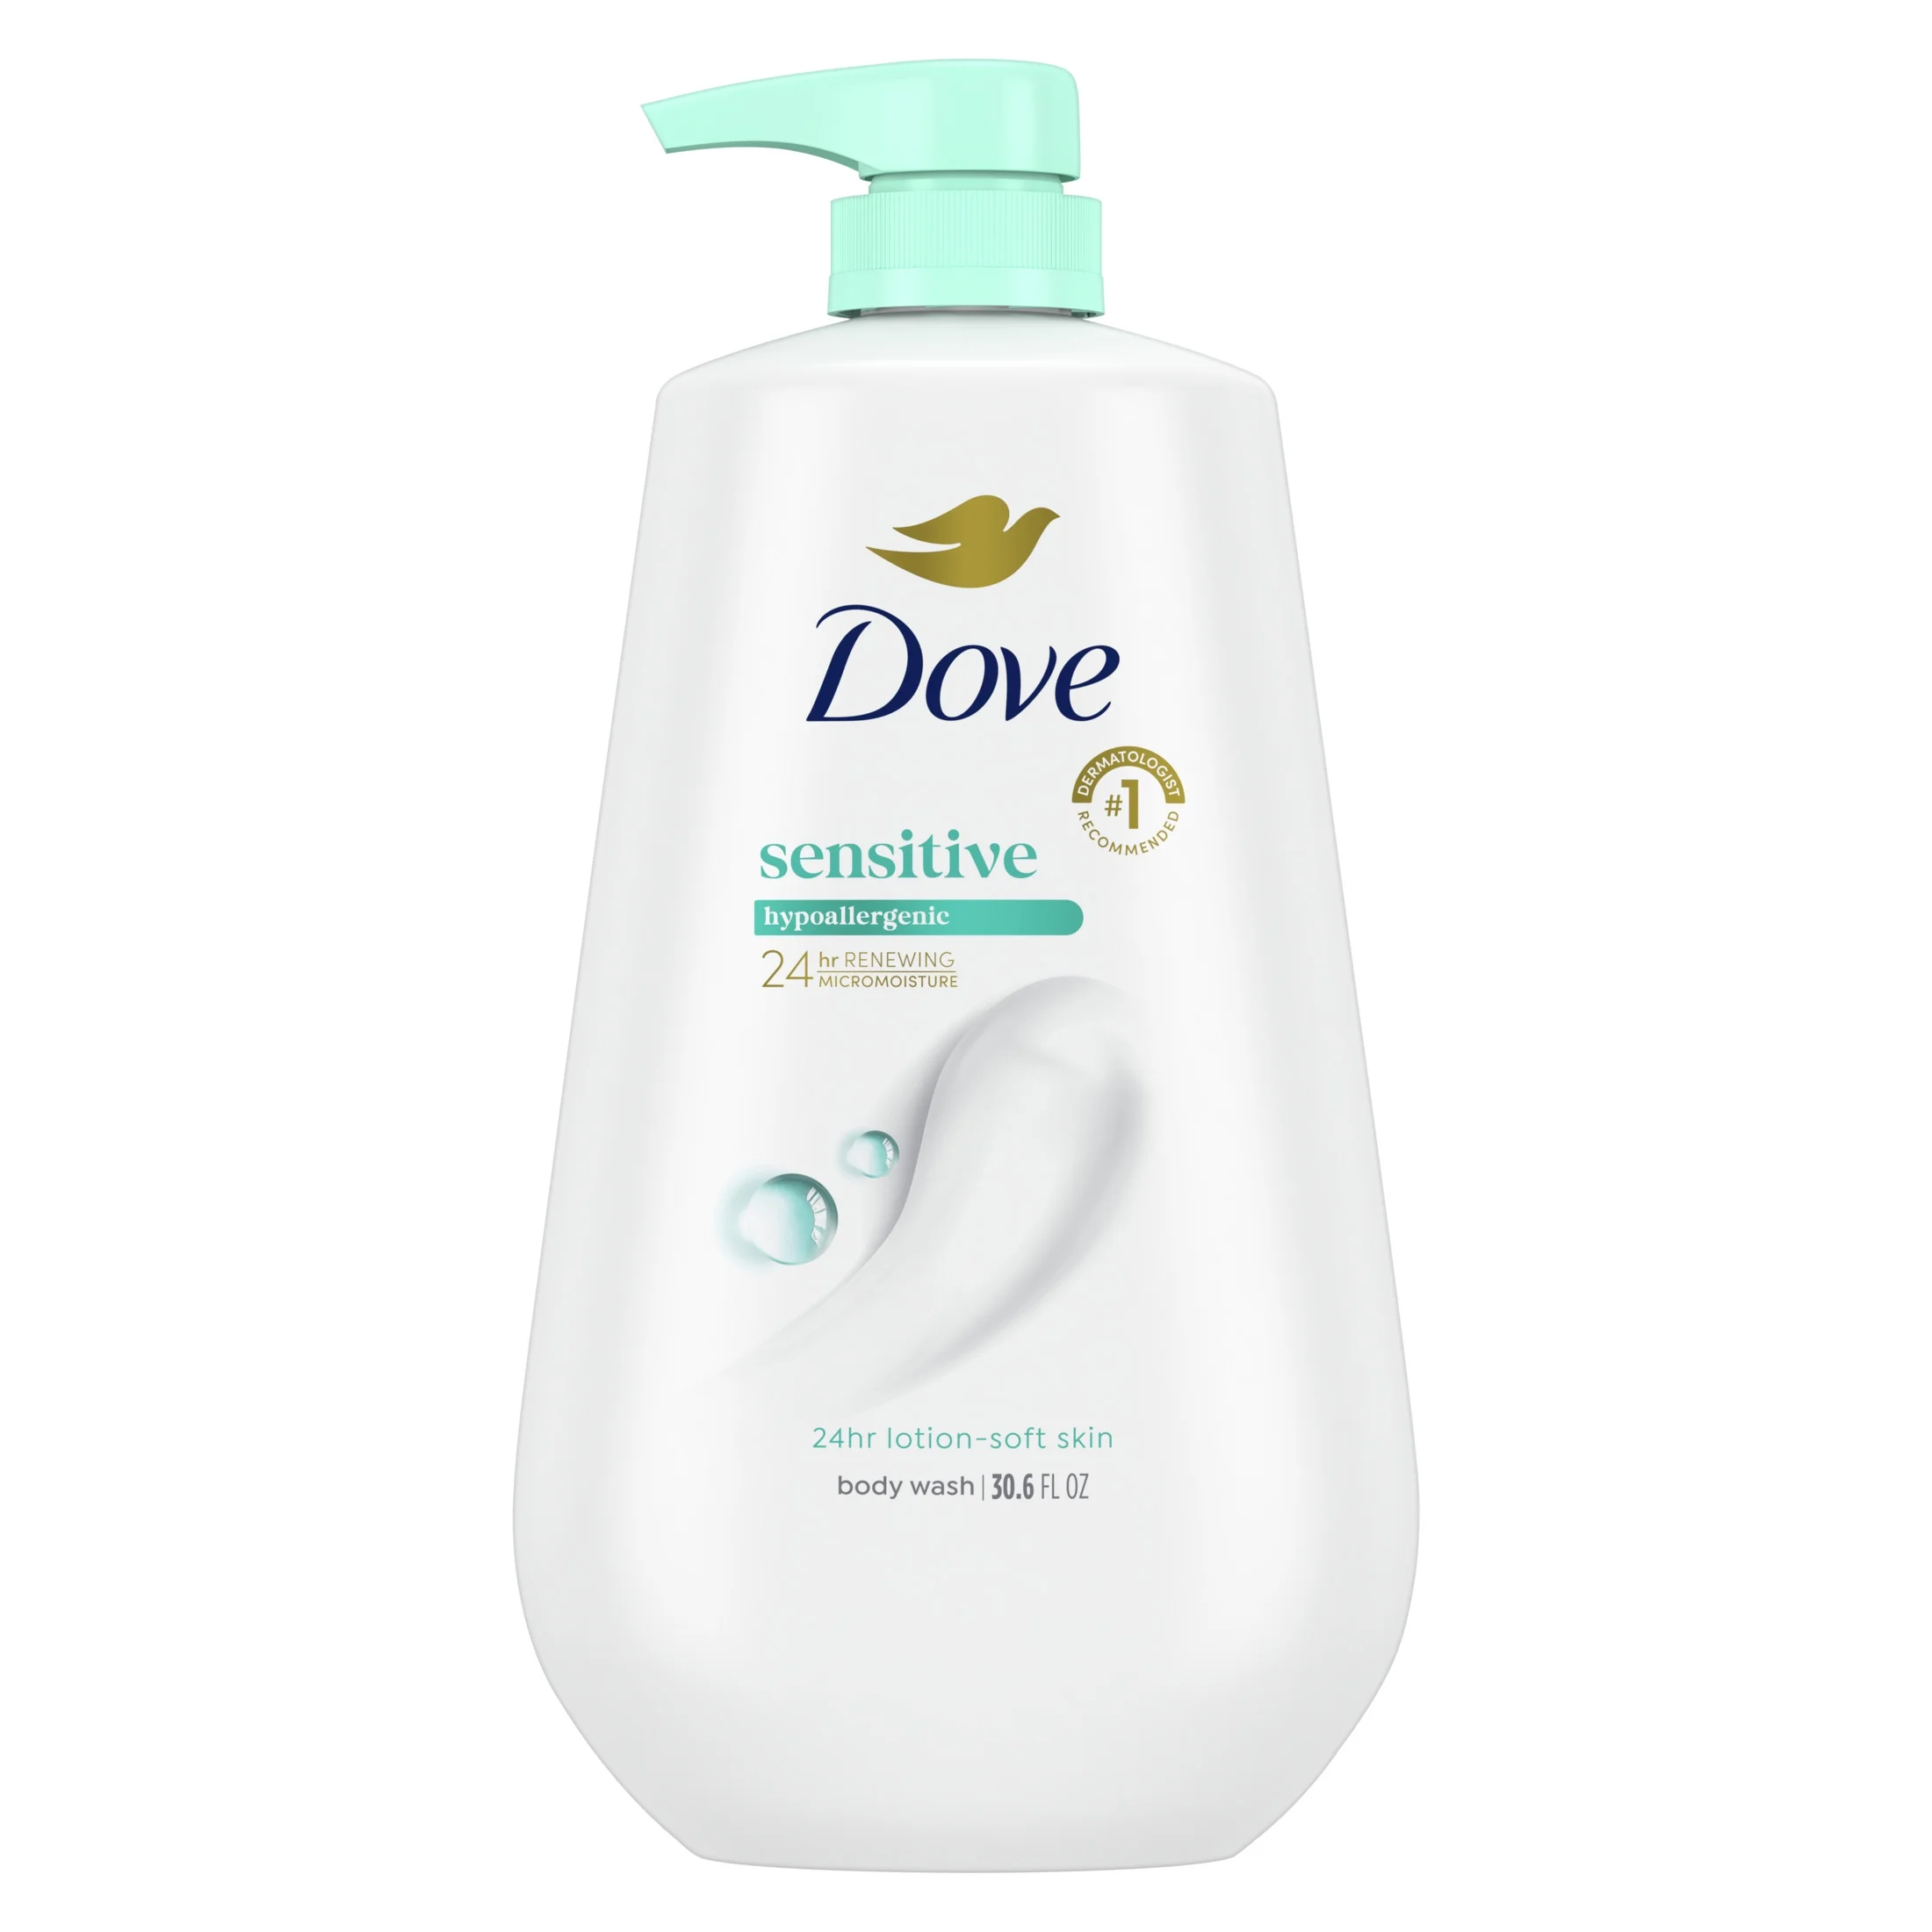 Dove
DERMATOLOGIST
#1
RECOMMENDED
sensitive
hypoallergenic
24 hr RENEWING
MICROMOISTURE
24hr lotion-soft skin
body wash | 30.6 FL OZ